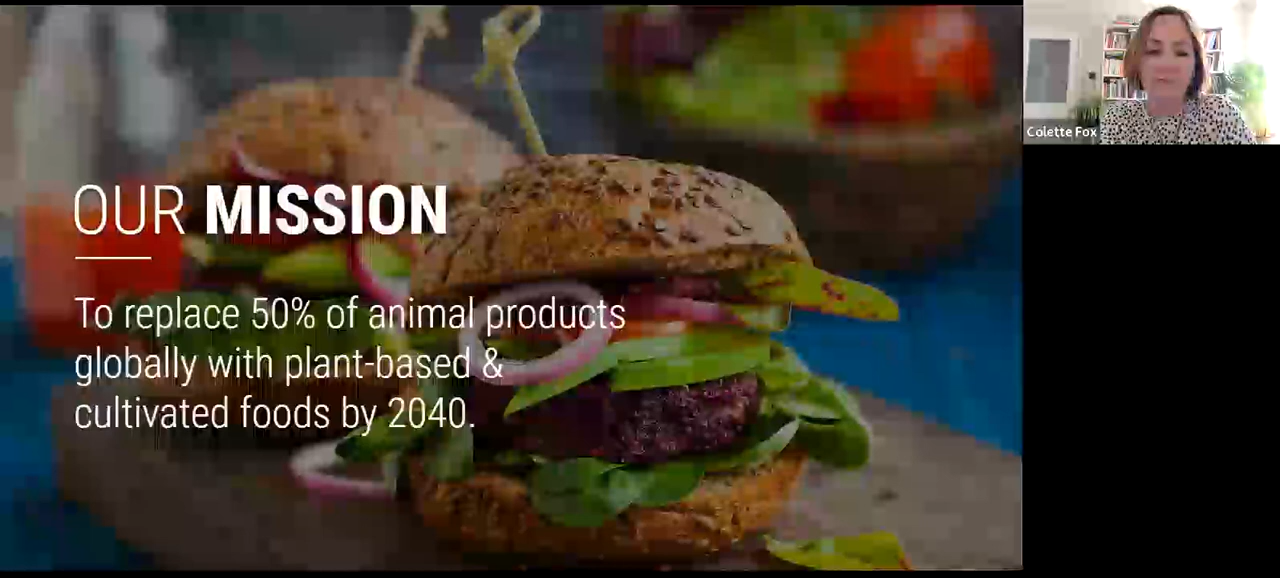 OUR MISSION
To replace 50% of animal products
globally with plant-based &
cultivated foods by 2040.
Colette Fox